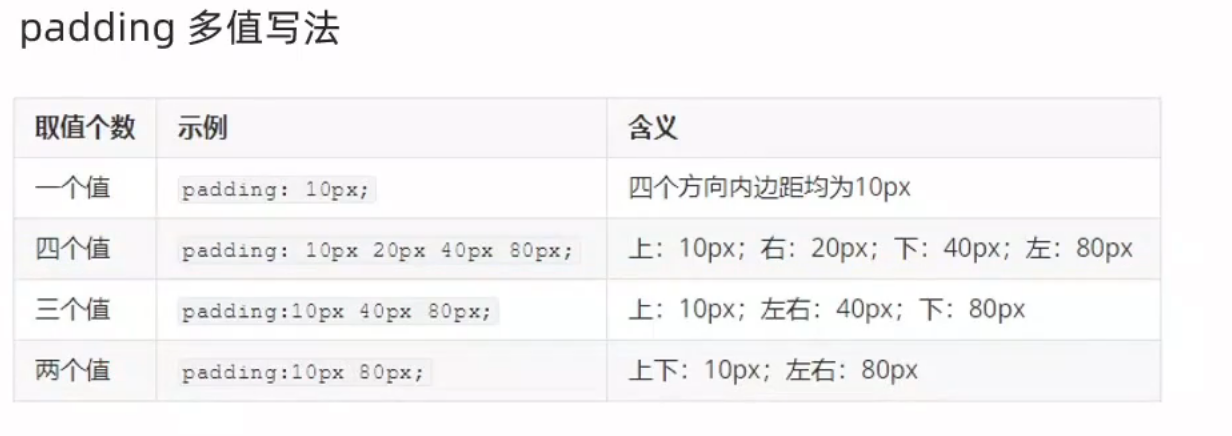 padding 多值写法
取值个数 示例 含义
一个值 padding: 10px; 四个方向内边距均为10px
四个值 padding: 10px 20px 40px 80px; 上：10px；右：20px；下：40px；左：80px
三个值 padding:10px 40px 80px; 上：10px；左右：40px；下：80px
两个值 padding:10px 80px; 上下：10px；左右：80px